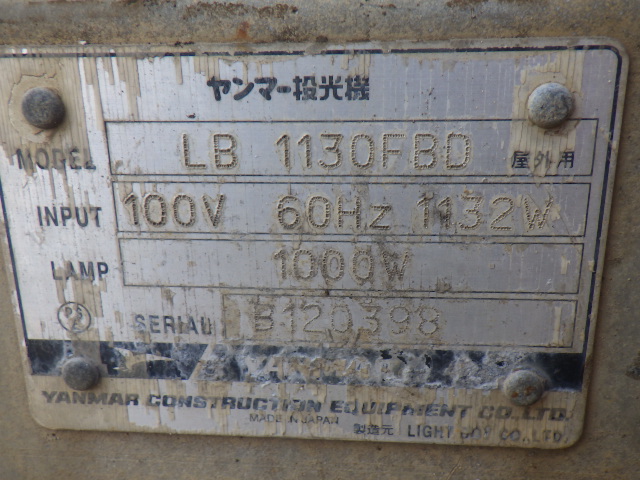 ヤンマー投光機
MODEL LB 1130FBD 屋外用
INPUT 100V 60Hz 1132W
LAMP 1000W
SERIAL B120398
YANMAR CONSTRUCTION EQUIPMENT CO., LTD.
MADE IN JAPAN
製造元 LIGHT BOY CO., LTD.